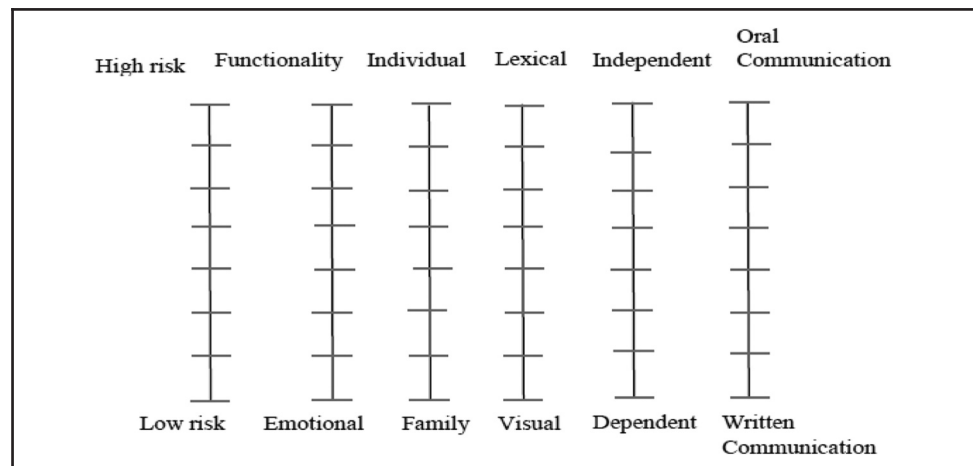 High risk Functionality Individual Lexical Independent Oral
Communication
Low risk Emotional Family Visual Dependent Written
Communication